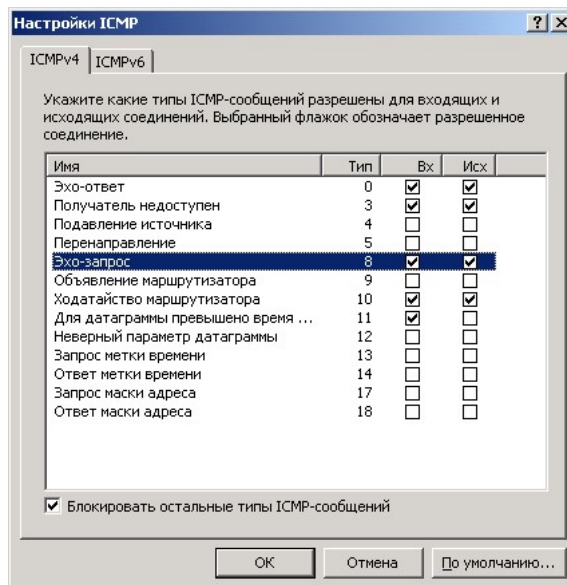 Настройки ICMP
ICMPv4 ICMPv6
Укажите какие типы ICMP-сообщений разрешены для входящих и
исходящих соединений. Выбранный флажок обозначает разрешенное
соединение.
Имя Тип Вх Исх
Эхо-ответ 0
Получатель недоступен 3
Подавление источника 4
Перенаправление 5
Эхо-запрос 8
Объявление маршрутизатора 9
Ходатайство маршрутизатора 10
Для датаграммы превышено время ... 11
Неверный параметр датаграммы 12
Запрос метки времени 13
Ответ метки времени 14
Запрос маски адреса 17
Ответ маски адреса 18
Блокировать остальные типы ICMP-сообщений
ОК Отмена По умолчанию...